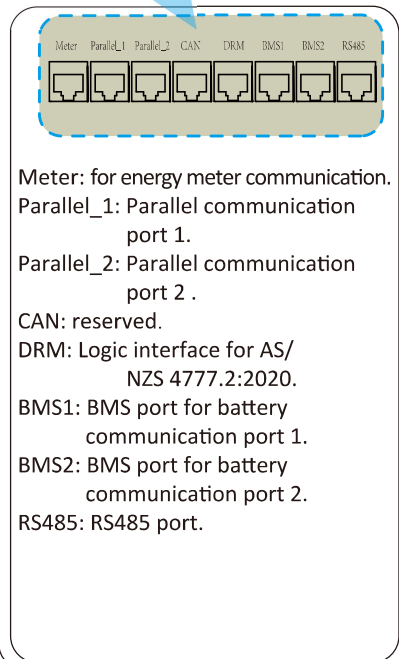 Meter Parallel_1 Parallel_2 CAN DRM BMS1 BMS2 RS485
Meter: for energy meter communication.
Parallel_1: Parallel communication
port 1.
Parallel_2: Parallel communication
port 2 .
CAN: reserved.
DRM: Logic interface for AS/
NZS 4777.2:2020.
BMS1: BMS port for battery
communication port 1.
BMS2: BMS port for battery
communication port 2.
RS485: RS485 port.